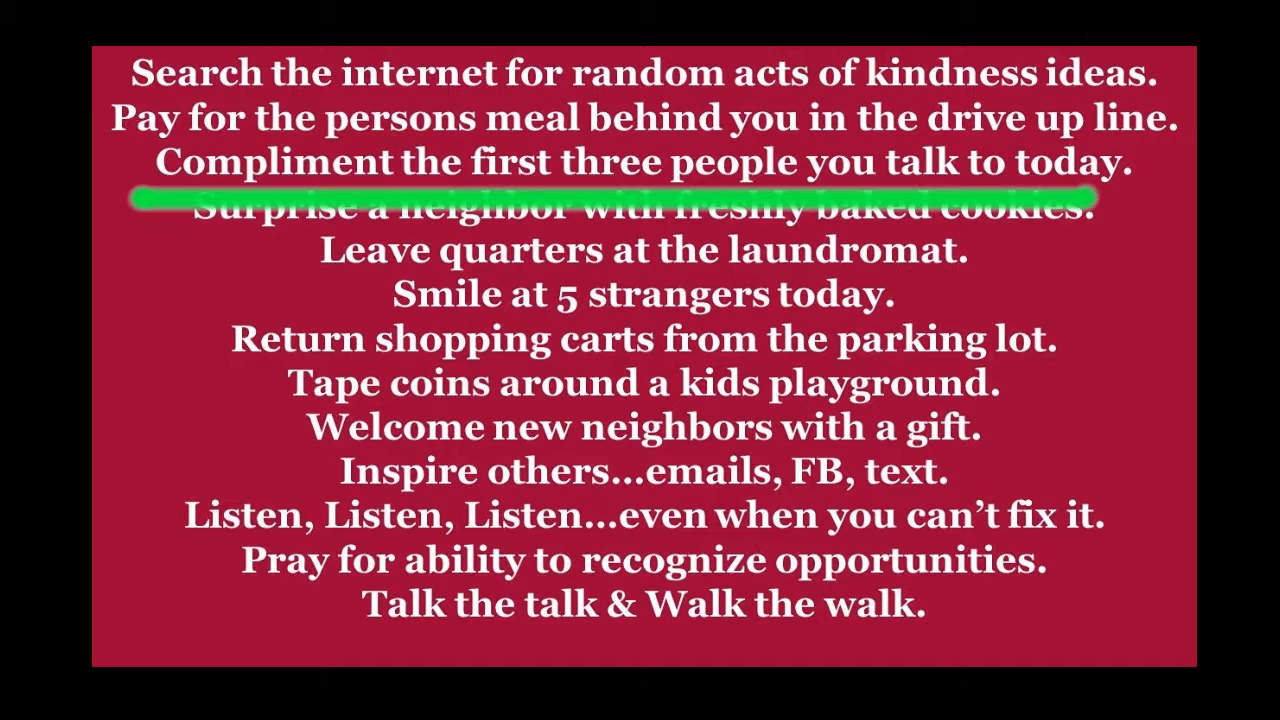 Search the internet for random acts of kindness ideas.
Pay for the persons meal behind you in the drive up line.
Compliment the first three people you talk to today.
Surprise a neighbor with freshly baked cookies.
Leave quarters at the laundromat.
Smile at 5 strangers today.
Return shopping carts from the parking lot.
Tape coins around a kids playground.
Welcome new neighbors with a gift.
Inspire others...emails, FB, text.
Listen, Listen, Listen...even when you can’t fix it.
Pray for ability to recognize opportunities.
Talk the talk & Walk the walk.